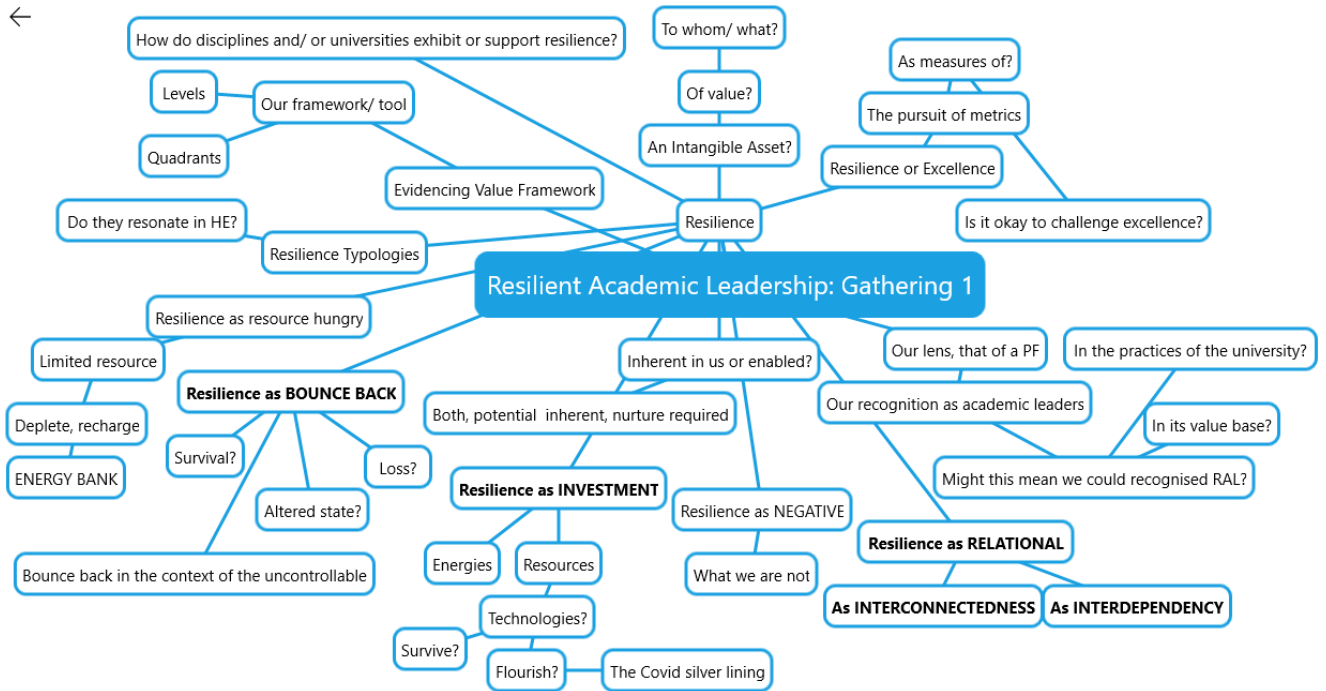 To whom/ what?
How do disciplines and/ or universities exhibit or support resilience?
As measures of?
Levels
Of value?
Our framework/ tool
The pursuit of metrics
An Intangible Asset?
Quadrants
Resilience or Excellence
Evidencing Value Framework
Do they resonate in HE?
Resilience
Is it okay to challenge excellence?
Resilience Typologies
Resilient Academic Leadership: Gathering 1
Resilience as resource hungry
Our lens, that of a PF
In the practices of the university?
Limited resource
Inherent in us or enabled?
Resilience as BOUNCE BACK
Our recognition as academic leaders
Both, potential  inherent, nurture required
Deplete, recharge
In its value base?
Survival?
Loss?
ENERGY BANK
Might this mean we could recognised RAL?
Resilience as INVESTMENT
Altered state?
Resilience as NEGATIVE
Resilience as RELATIONAL
Energies
Resources
Bounce back in the context of the uncontrollable
What we are not
As INTERCONNECTEDNESS
As INTERDEPENDENCY
Technologies?
Survive?
Flourish?
The Covid silver lining